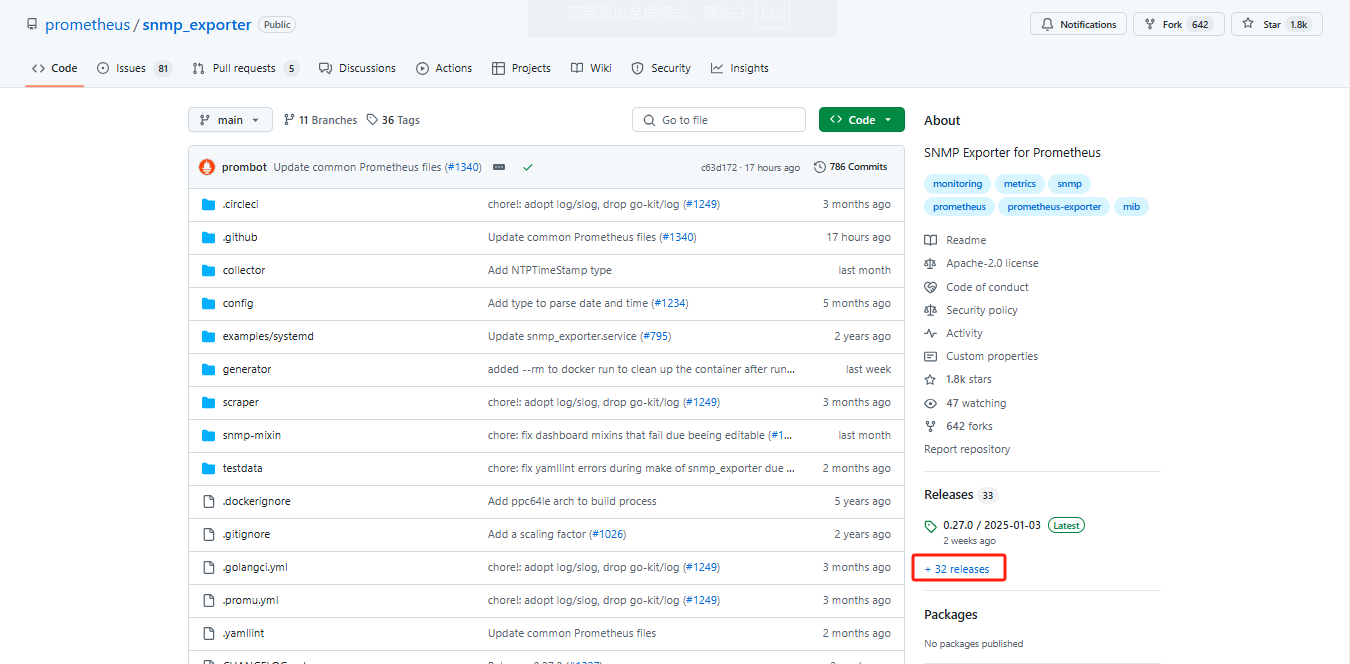 若要退出全屏模式，请按住 Esc
prometheus / snmp_exporter Public
Notifications Fork 642 Star 1.8k
Code Issues 81 Pull requests 5 Discussions Actions Projects Wiki Security Insights
main 11 Branches 36 Tags Go to file Code
prombot Update common Prometheus files (#1340) c63d172 · 17 hours ago 786 Commits
.circleci chore!: adopt log/slog, drop go-kit/log (#1249) 3 months ago
.github Update common Prometheus files (#1340) 17 hours ago
collector Add NTPTimeStamp type last month
config Add type to parse date and time (#1234) 5 months ago
examples/systemd Update snmp_exporter.service (#795) 2 years ago
generator added --rm to docker run to clean up the container after run... last week
scraper chore!: adopt log/slog, drop go-kit/log (#1249) 3 months ago
snmp-mixin chore: fix dashboard mixins that fail due beeing editable (#1... last month
testdata chore: fix yamllint errors during make of snmp_exporter due ... 2 months ago
.dockerignore Add ppc64le arch to build process 5 years ago
.gitignore Add a scaling factor (#1026) 2 years ago
.golangci.yml chore!: adopt log/slog, drop go-kit/log (#1249) 3 months ago
.promu.yml chore!: adopt log/slog, drop go-kit/log (#1249) 3 months ago
.yamllint Update common Prometheus files 2 months ago
About
SNMP Exporter for Prometheus
monitoring metrics snmp
prometheus prometheus-exporter mib
Readme
Apache-2.0 license
Code of conduct
Security policy
Activity
Custom properties
1.8k stars
47 watching
642 forks
Report repository
Releases 33
0.27.0 / 2025-01-03 Latest
2 weeks ago
+ 32 releases
Packages
No packages published